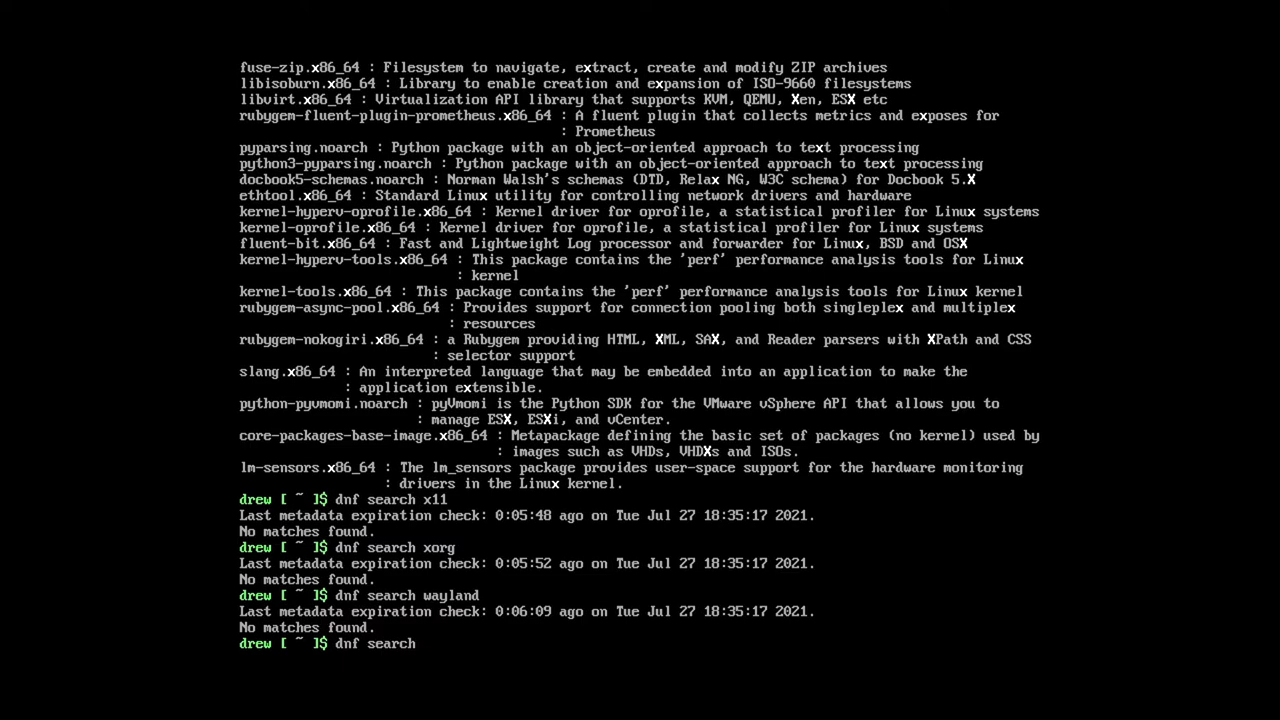 fuse-zip.x86_64 : Filesystem to navigate, extract, create and modify ZIP archives
libisoburn.x86_64 : Library to enable creation and expansion of ISO-9660 filesystems
libvirt.x86_64 : Virtualization API library that supports KVM, QEMU, Xen, ESX etc
rubygem-fluent-plugin-prometheus.x86_64 : A fluent plugin that collects metrics and exposes for
: Prometheus
pyparsing.noarch : Python package with an object-oriented approach to text processing
python3-pyparsing.noarch : Python package with an object-oriented approach to text processing
docbook5-schemas.noarch : Norman Walsh's schemas (DTD, Relax NG, W3C schema) for Docbook 5.X
ethtool.x86_64 : Standard Linux utility for controlling network drivers and hardware
kernel-hyperv-oprofile.x86_64 : Kernel driver for oprofile, a statistical profiler for Linux systems
kernel-oprofile.x86_64 : Kernel driver for oprofile, a statistical profiler for Linux systems
fluent-bit.x86_64 : Fast and Lightweight Log processor and forwarder for Linux, BSD and OSX
kernel-hyperv-tools.x86_64 : This package contains the 'perf' performance analysis tools for Linux
: kernel
kernel-tools.x86_64 : This package contains the 'perf' performance analysis tools for Linux kernel
rubygem-async-pool.x86_64 : Provides support for connection pooling both singleplex and multiplex
: resources
rubygem-nokogiri.x86_64 : a Rubygem providing HTML, XML, SAX, and Reader parsers with XPath and CSS
: selector support
slang.x86_64 : An interpreted language that may be embedded into an application to make the
: application extensible.
python-pyvmomi.noarch : pyVmomi is the Python SDK for the VMware vSphere API that allows you to
: manage ESX, ESXi, and vCenter.
core-packages-base-image.x86_64 : Metapackage defining the basic set of packages (no kernel) used by
: images such as VHDs, VHDXs and ISOs.
lm-sensors.x86_64 : The lm_sensors package provides user-space support for the hardware monitoring
: drivers in the Linux kernel.
drew [ ~ ]$ dnf search x11
Last metadata expiration check: 0:05:48 ago on Tue Jul 27 18:35:17 2021.
No matches found.
drew [ ~ ]$ dnf search xorg
Last metadata expiration check: 0:05:52 ago on Tue Jul 27 18:35:17 2021.
No matches found.
drew [ ~ ]$ dnf search wayland
Last metadata expiration check: 0:06:09 ago on Tue Jul 27 18:35:17 2021.
No matches found.
drew [ ~ ]$ dnf search